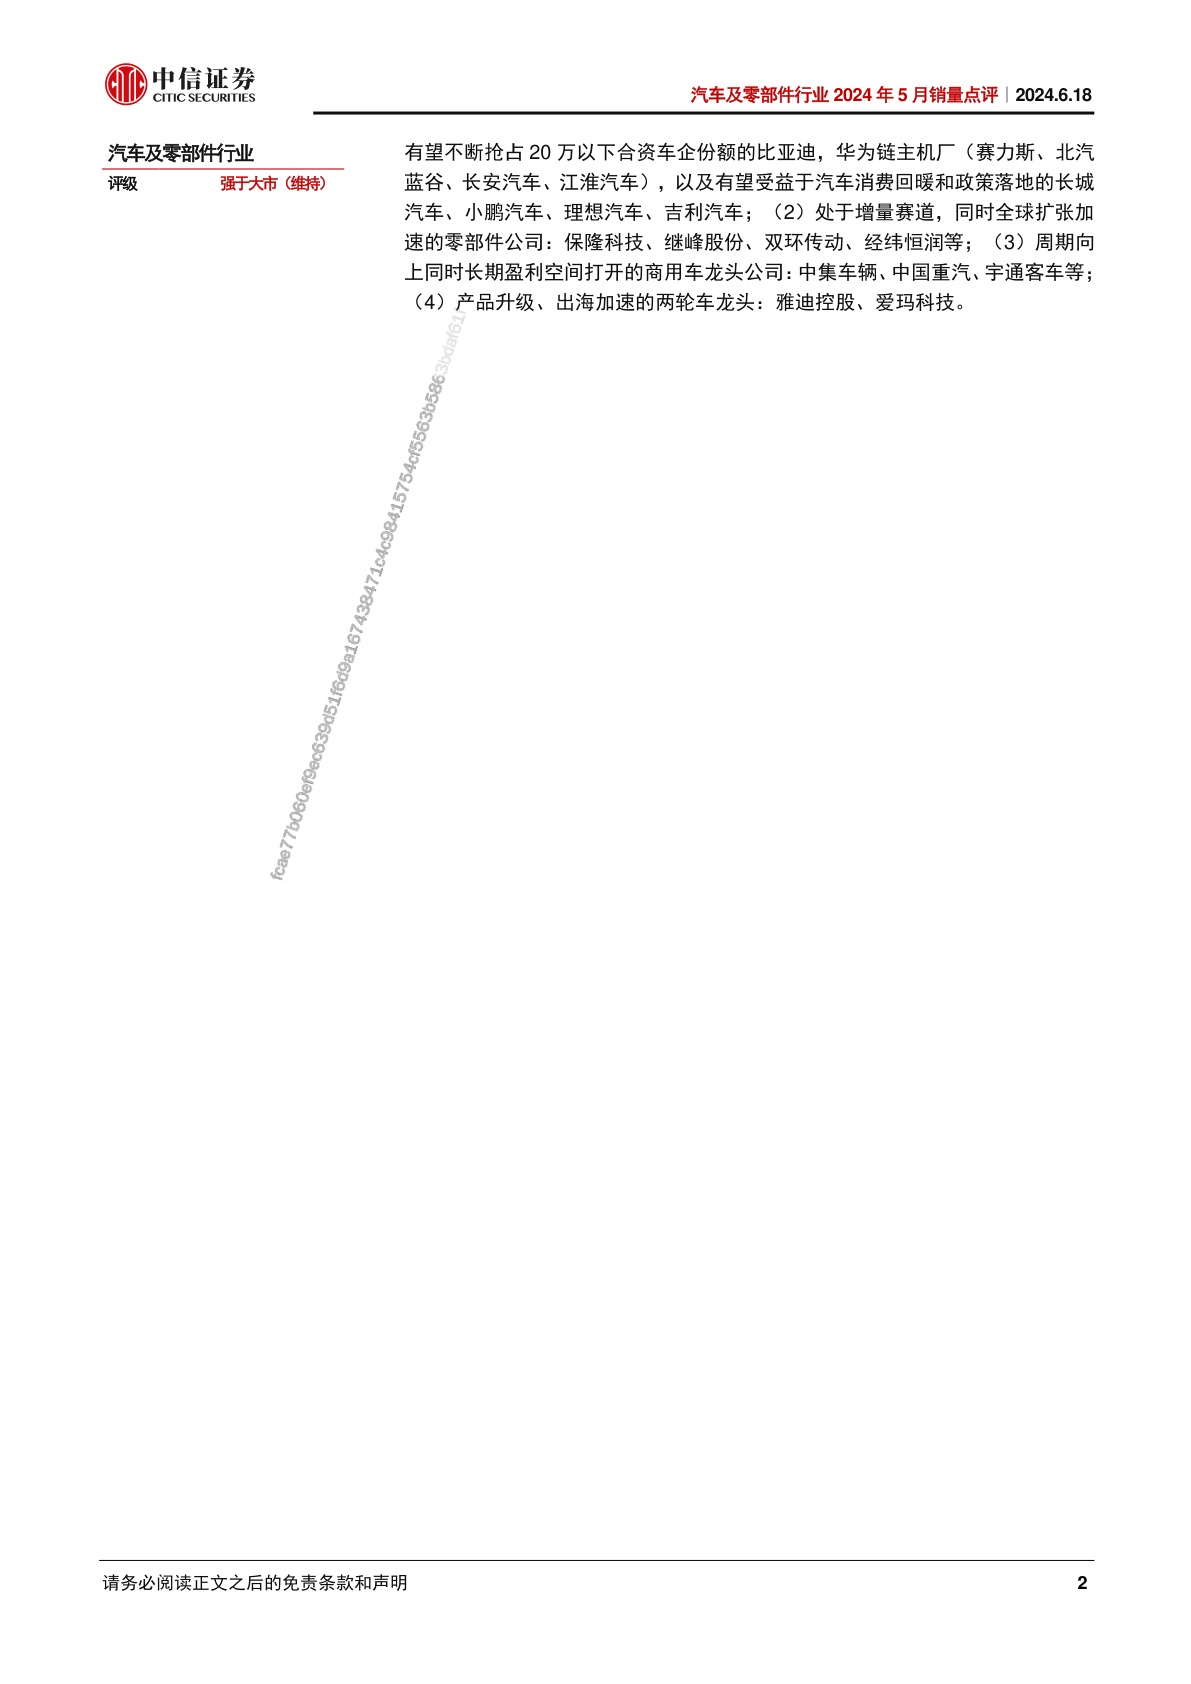 中信证券
CITIC SECURITIES
汽车及零部件行业 2024 年 5 月销量点评｜2024.6.18
汽车及零部件行业
评级 强于大市（维持）
有望不断抢占 20 万以下合资车企份额的比亚迪，华为链主机厂（赛力斯、北汽
蓝谷、长安汽车、江淮汽车），以及有望受益于汽车消费回暖和政策落地的长城
汽车、小鹏汽车、理想汽车、吉利汽车；（2）处于增量赛道，同时全球扩张加
速的零部件公司：保隆科技、继峰股份、双环传动、经纬恒润等；（3）周期向
上同时长期盈利空间打开的商用车龙头公司：中集车辆、中国重汽、宇通客车等；
（4）产品升级、出海加速的两轮车龙头：雅迪控股、爱玛科技。
请务必阅读正文之后的免责条款和声明 2